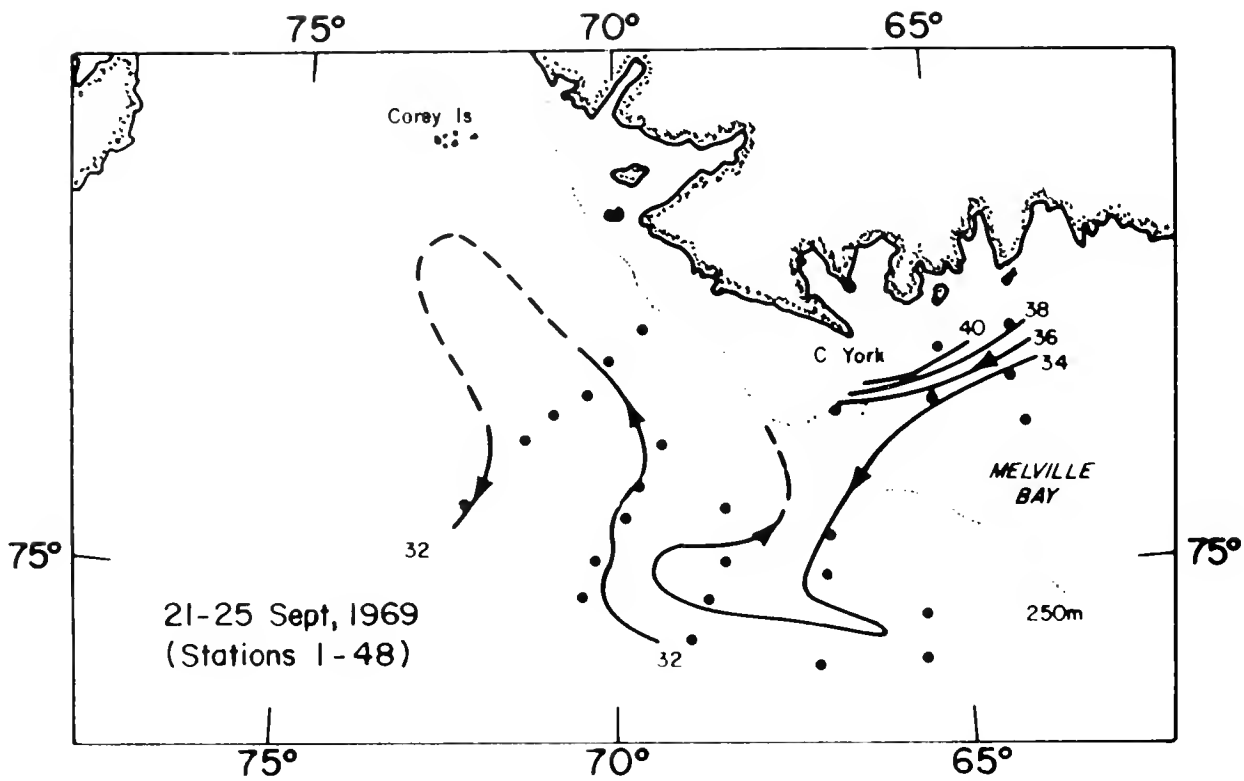 75° 70° 65°
Corey Is
40
38
36
34
C York
MELVILLE
BAY
32
75° 75°
21-25 Sept, 1969
(Stations 1-48)
250m
32
75° 70° 65°